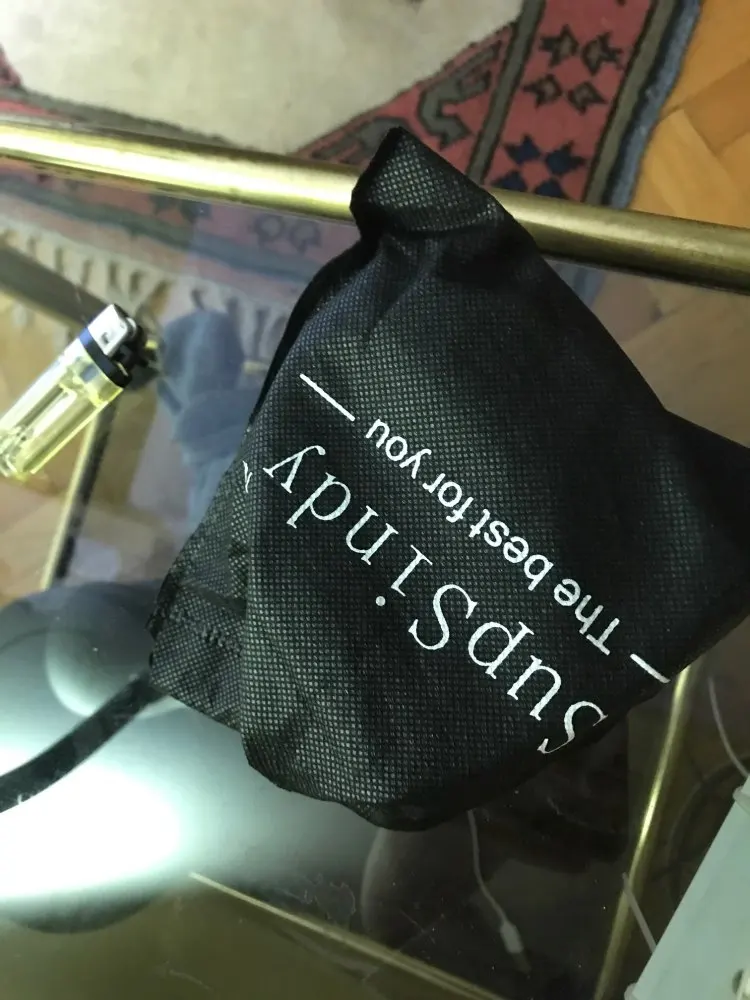 SupSindy
— The best for you —